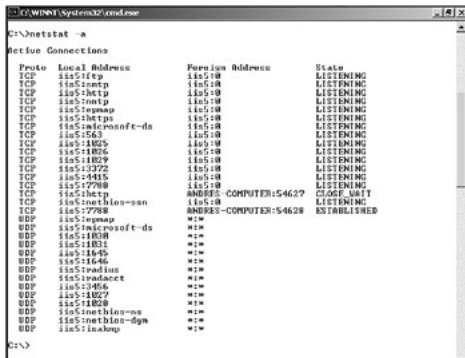 C:\WINNT\System32\cmd.exe
C:\>netstat -a
Active Connections
Proto Local Address Foreign Address State
TCP iis5:ftp iis5:0 LISTENING
TCP iis5:smtp iis5:0 LISTENING
TCP iis5:http iis5:0 LISTENING
TCP iis5:nntp iis5:0 LISTENING
TCP iis5:epmap iis5:0 LISTENING
TCP iis5:https iis5:0 LISTENING
TCP iis5:microsoft-ds iis5:0 LISTENING
TCP iis5:563 iis5:0 LISTENING
TCP iis5:1025 iis5:0 LISTENING
TCP iis5:1026 iis5:0 LISTENING
TCP iis5:1029 iis5:0 LISTENING
TCP iis5:3372 iis5:0 LISTENING
TCP iis5:4415 iis5:0 LISTENING
TCP iis5:7788 iis5:0 LISTENING
TCP iis5:http ANDRES-COMPUTER:54627 CLOSE_WAIT
TCP iis5:netbios-ssn iis5:0 LISTENING
TCP iis5:7788 ANDRES-COMPUTER:54628 ESTABLISHED
UDP iis5:epmap *:*
UDP iis5:microsoft-ds *:*
UDP iis5:1030 *:*
UDP iis5:1031 *:*
UDP iis5:1645 *:*
UDP iis5:1646 *:*
UDP iis5:radius *:*
UDP iis5:radacct *:*
UDP iis5:3456 *:*
UDP iis5:1027 *:*
UDP iis5:1028 *:*
UDP iis5:netbios-ns *:*
UDP iis5:netbios-dgm *:*
UDP iis5:isakmp *:*
C:\>